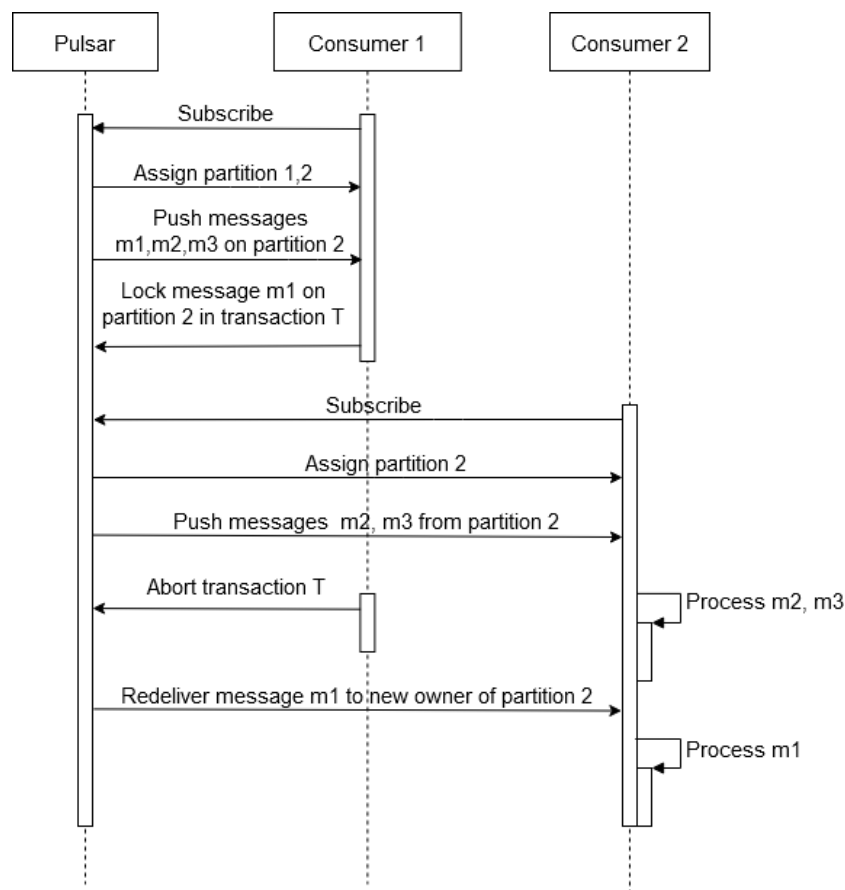 Pulsar
Consumer 1
Consumer 2
Subscribe
Assign partition 1,2
Push messages
m1,m2,m3 on partition 2
Lock message m1 on
partition 2 in transaction T
Subscribe
Assign partition 2
Push messages m2, m3 from partition 2
Abort transaction T
Process m2, m3
Redeliver message m1 to new owner of partition 2
Process m1